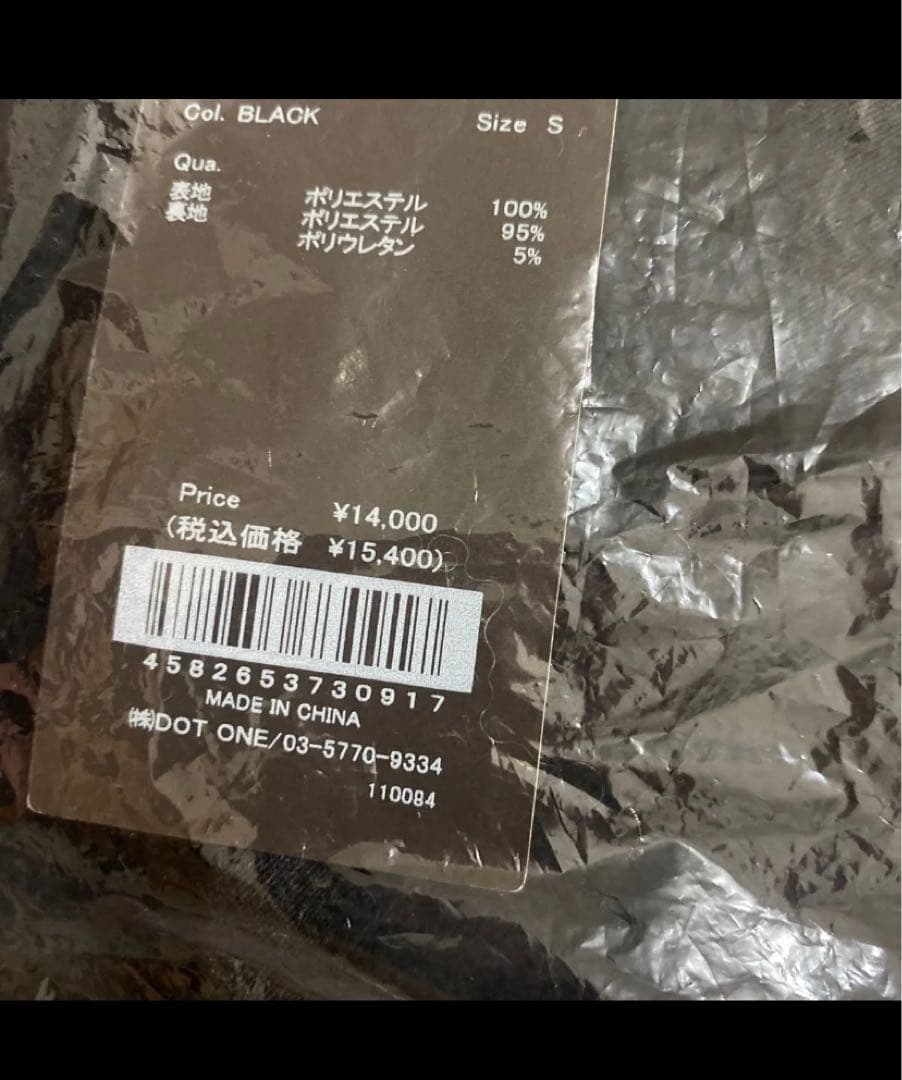 Col. BLACK Size S
Qua.
表地 ポリエステル 100%
裏地 ポリエステル 95%
ポリウレタン 5%
Price ¥14,000
(税込価格 ¥15,400)
4582653730917
MADE IN CHINA
㈱DOT ONE/03-5770-9334
110084